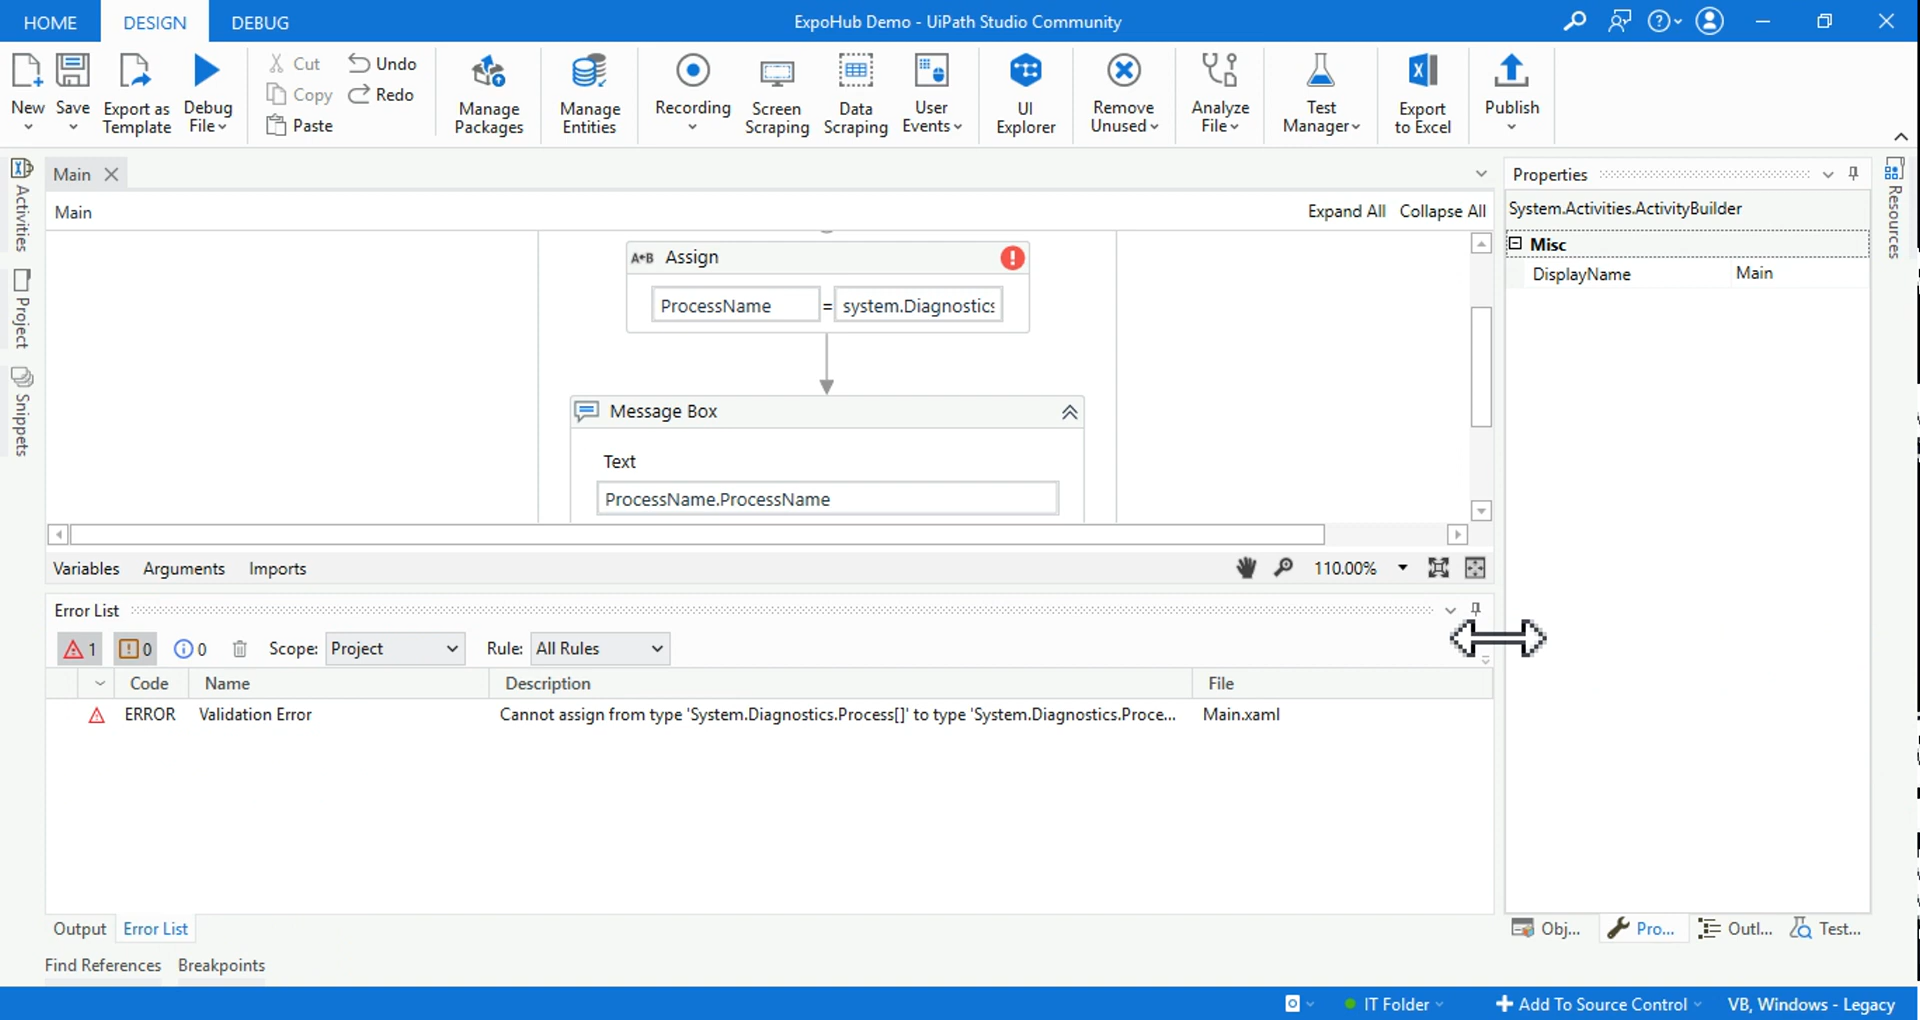 HOME DESIGN DEBUG ExpoHub Demo - UiPath Studio Community
New Save Export as Template Debug File Cut Copy Paste Undo Redo Manage Packages Manage Entities Recording Screen Scraping Data Scraping User Events UI Explorer Remove Unused Analyze File Test Manager Export to Excel Publish
Activities
Project
Snippets
Main
Main Expand All Collapse All
A+B Assign
ProcessName = system.Diagnostics
Message Box
Text
ProcessName.ProcessName
Variables Arguments Imports 110.00%
Error List
1 0 0 Scope: Project Rule: All Rules
Code Name Description File
ERROR Validation Error Cannot assign from type 'System.Diagnostics.Process[]' to type 'System.Diagnostics.Proce... Main.xaml
Output Error List
Find References Breakpoints
Properties
System.Activities.ActivityBuilder
Misc
DisplayName Main
Resources
Obj... Pro... Outl... Test...
IT Folder Add To Source Control VB, Windows - Legacy